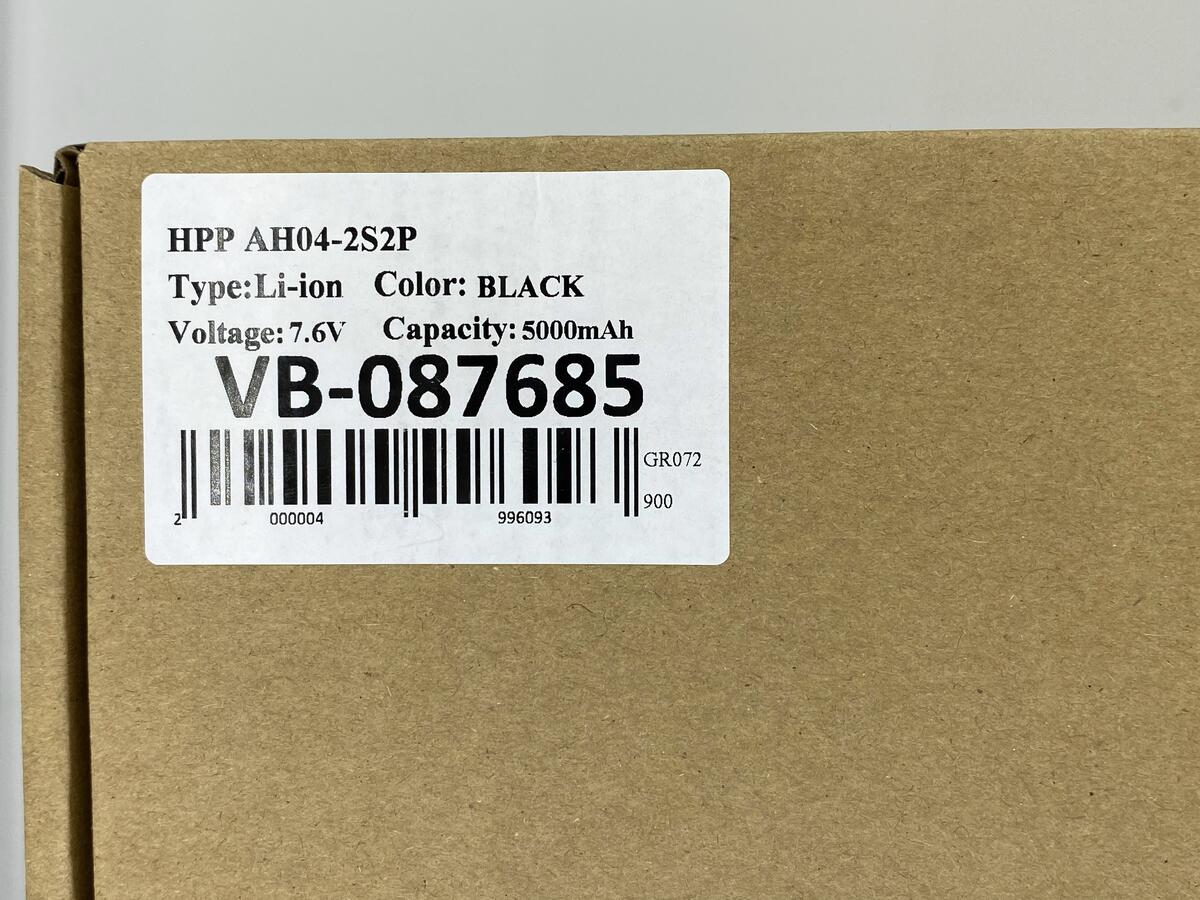 HPP AH04-2S2P
Type:Li-ion Color: BLACK
Voltage: 7.6V Capacity: 5000mAh
VB-087685
GR072
900
2 000004 996093